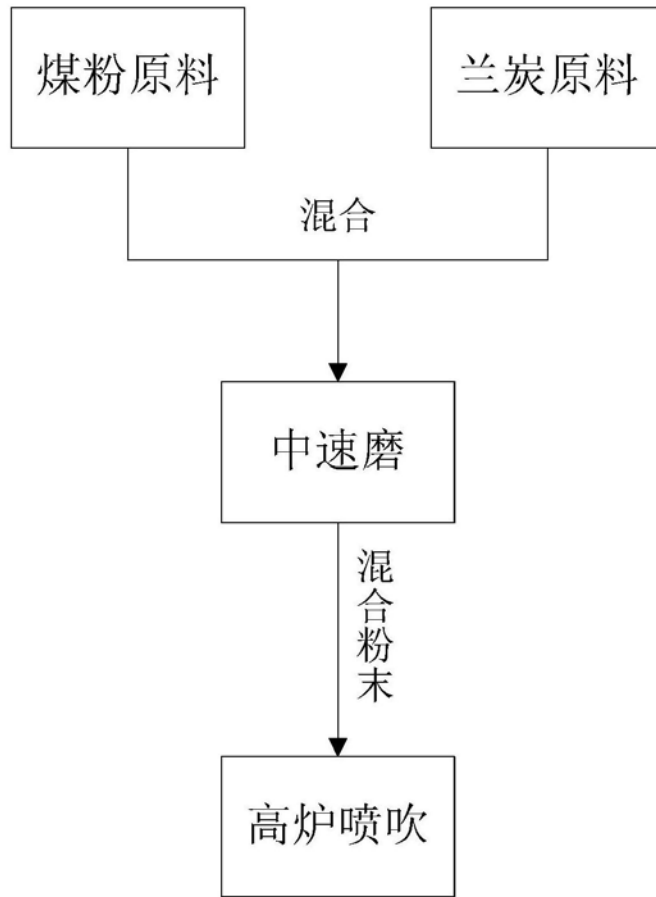 煤粉原料
兰炭原料
混合
中速磨
混合粉末
高炉喷吹